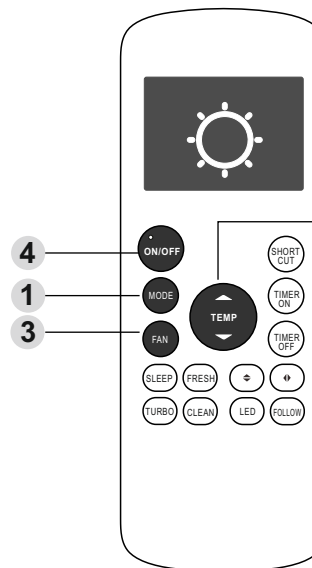 4
ON/OFF
SHORT
CUT
1
MODE
TEMP
TIMER
ON
3
FAN
TIMER
OFF
SLEEP
FRESH
TURBO
CLEAN
LED
FOLLOW